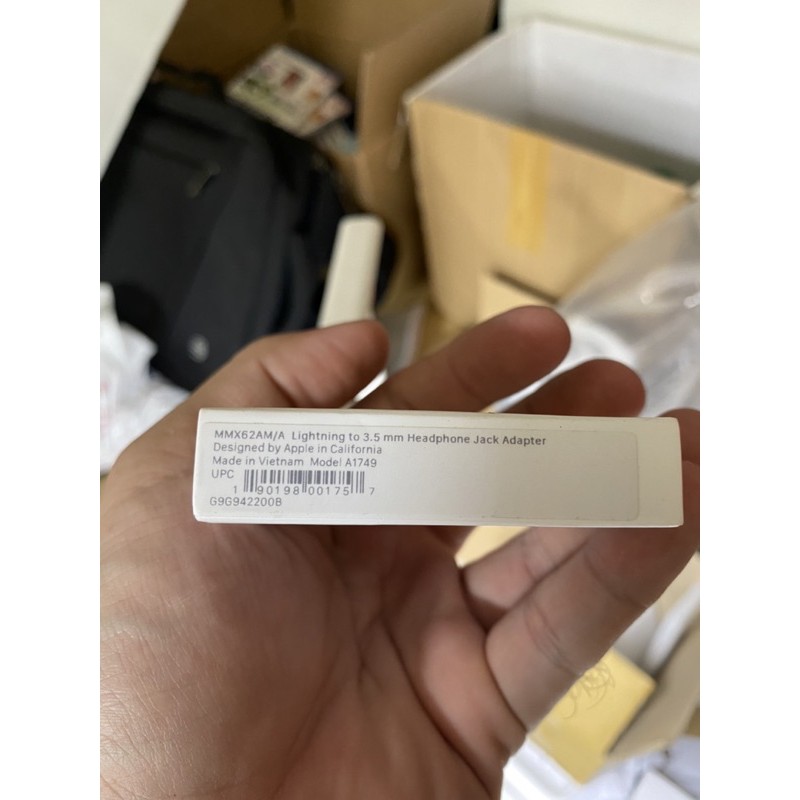 MMX62AM/A Lightning to 3.5 mm Headphone Jack Adapter
Designed by Apple in California
Made in Vietnam Model A1749
UPC
1 90198 00175 7
G9G942200B